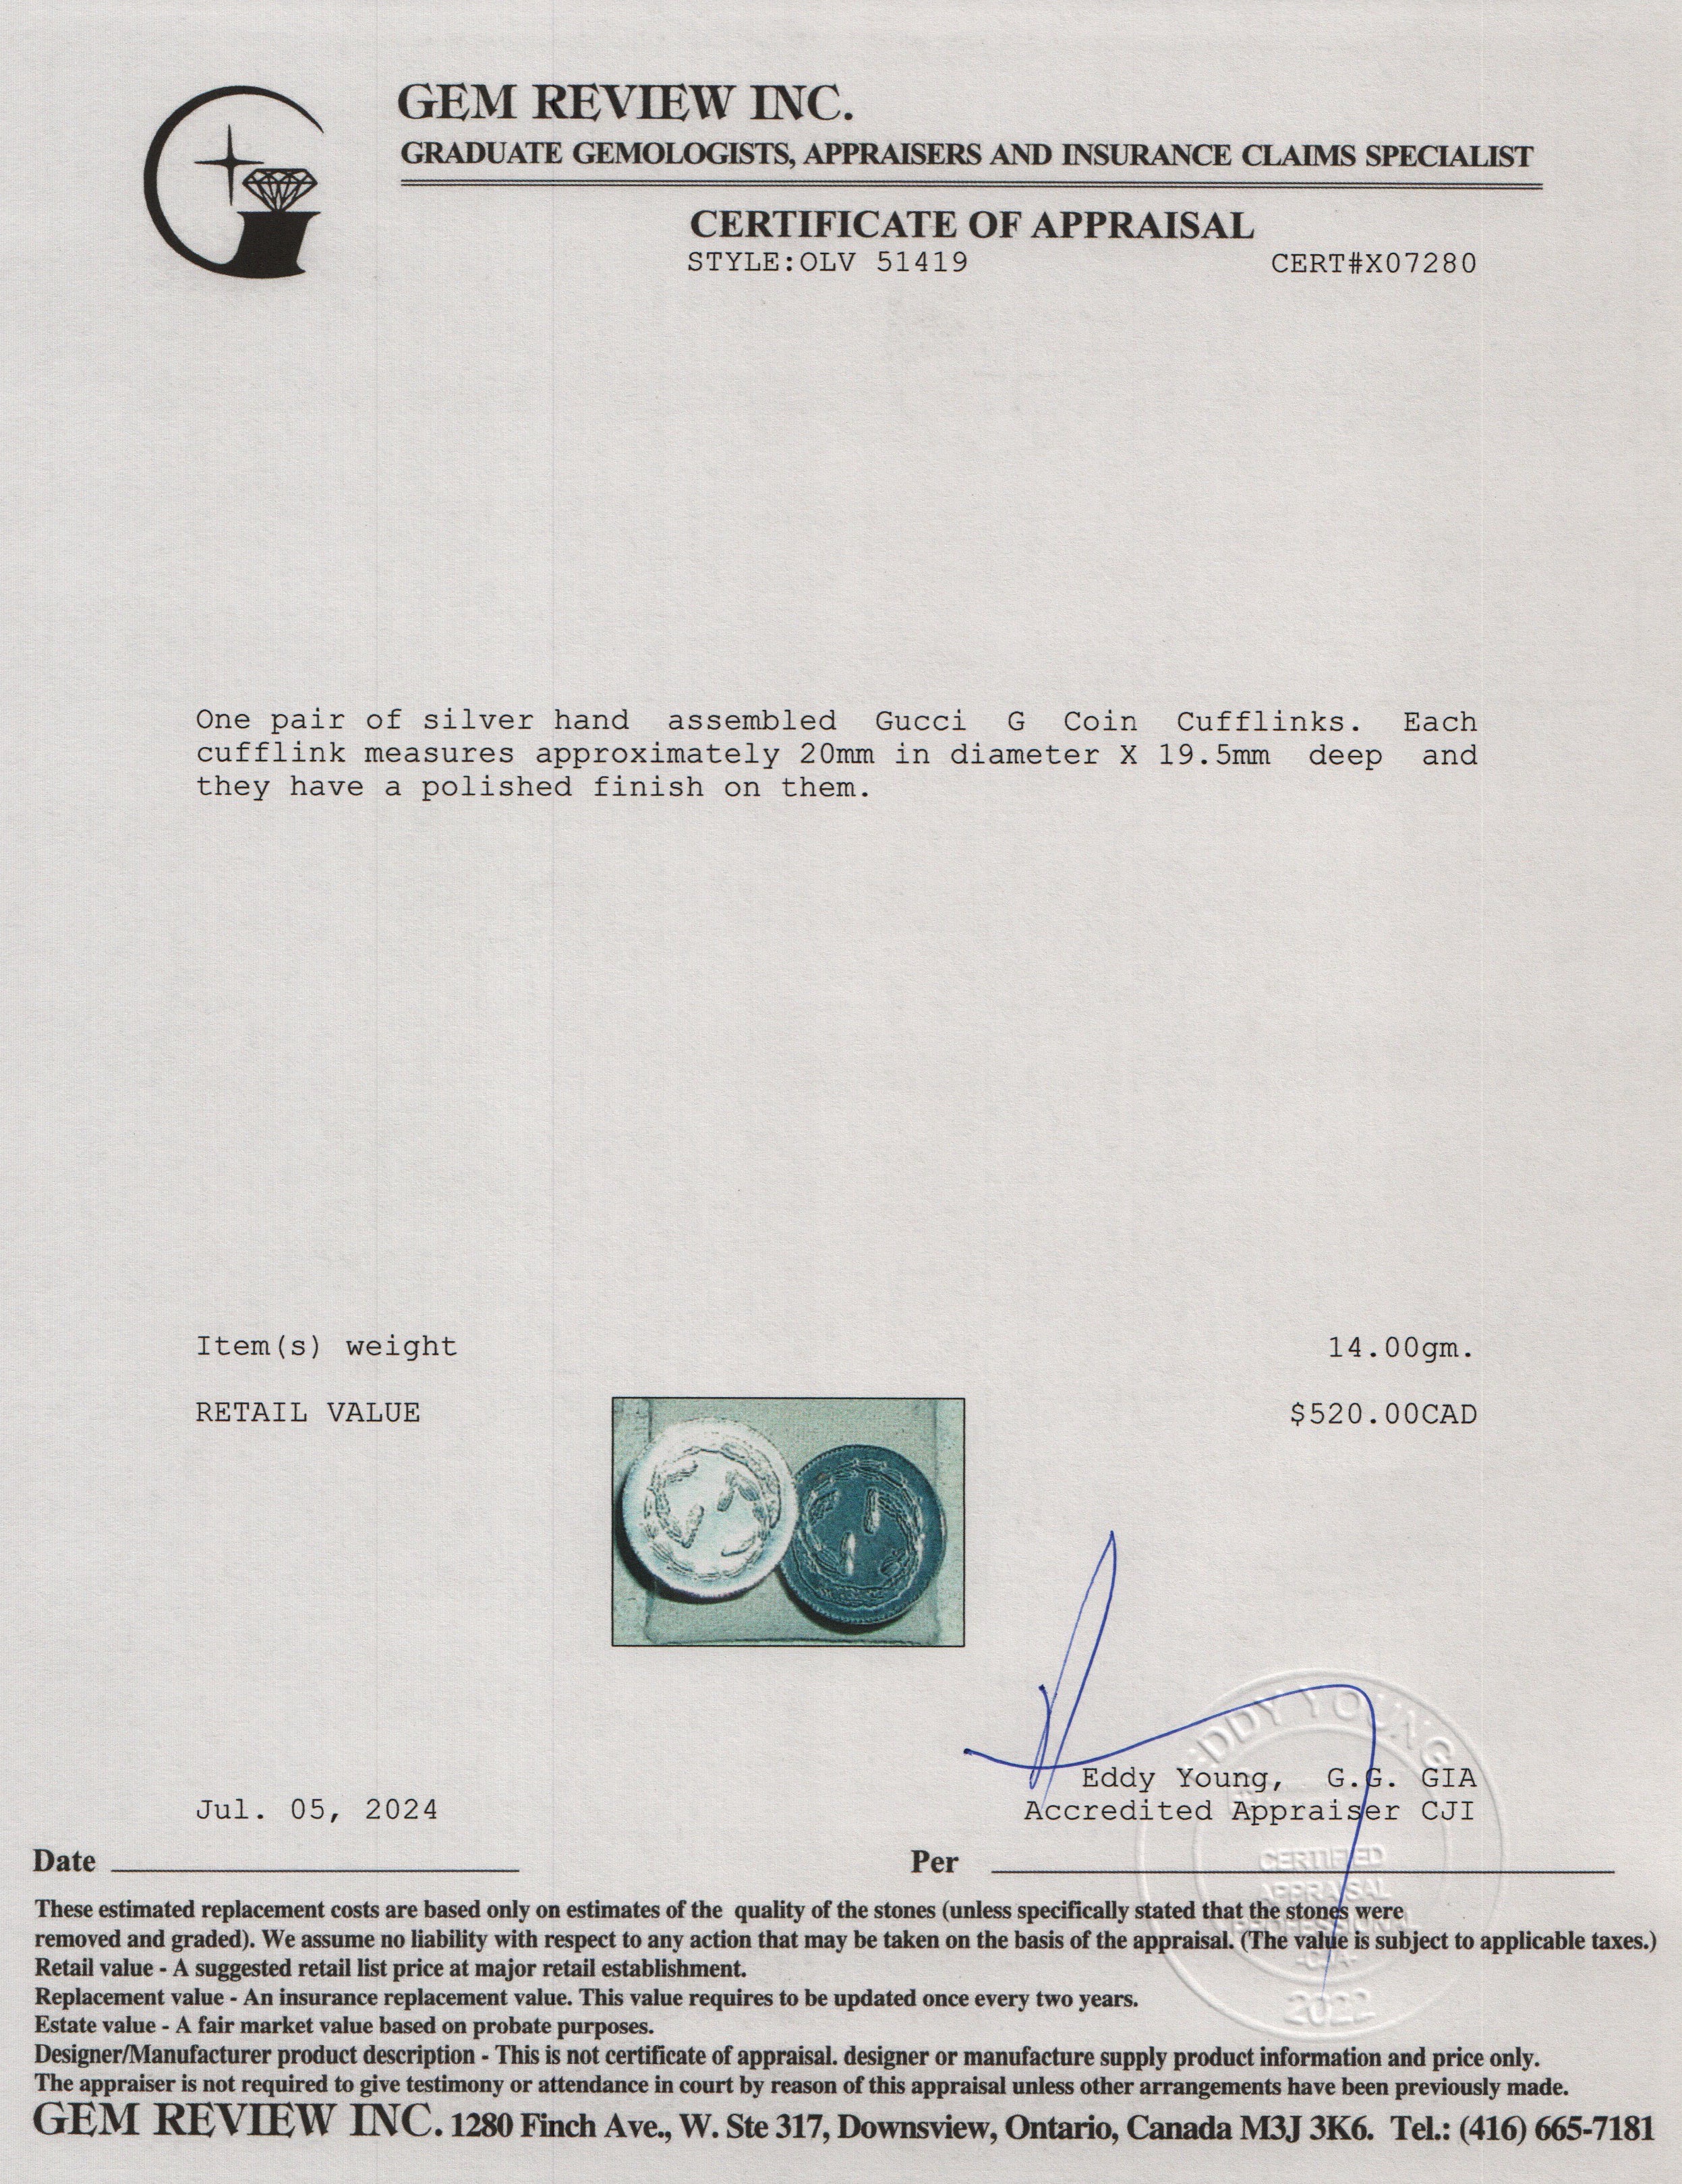 GEM REVIEW INC.
GRADUATE GEMOLOGISTS, APPRAISERS AND INSURANCE CLAIMS SPECIALIST
CERTIFICATE OF APPRAISAL
STYLE:OLV 51419 CERT#X07280
One pair of silver hand assembled Gucci G Coin Cufflinks. Each
cufflink measures approximately 20mm in diameter X 19.5mm deep and
they have a polished finish on them.
Item(s) weight 14.00gm.
RETAIL VALUE $520.00CAD
EDDY YOUNG
Eddy Young, G.G. GIA
Jul. 05, 2024 Accredited Appraiser CJI
Date Per
CERTIFIED
APPRAISAL
PROFESSIONAL
2022
These estimated replacement costs are based only on estimates of the quality of the stones (unless specifically stated that the stones were
removed and graded). We assume no liability with respect to any action that may be taken on the basis of the appraisal. (The value is subject to applicable taxes.)
Retail value - A suggested retail list price at major retail establishment.
Replacement value - An insurance replacement value. This value requires to be updated once every two years.
Estate value - A fair market value based on probate purposes.
Designer/Manufacturer product description - This is not certificate of appraisal. designer or manufacture supply product information and price only.
The appraiser is not required to give testimony or attendance in court by reason of this appraisal unless other arrangements have been previously made.
GEM REVIEW INC. 1280 Finch Ave., W. Ste 317, Downsview, Ontario, Canada M3J 3K6. Tel.: (416) 665-7181